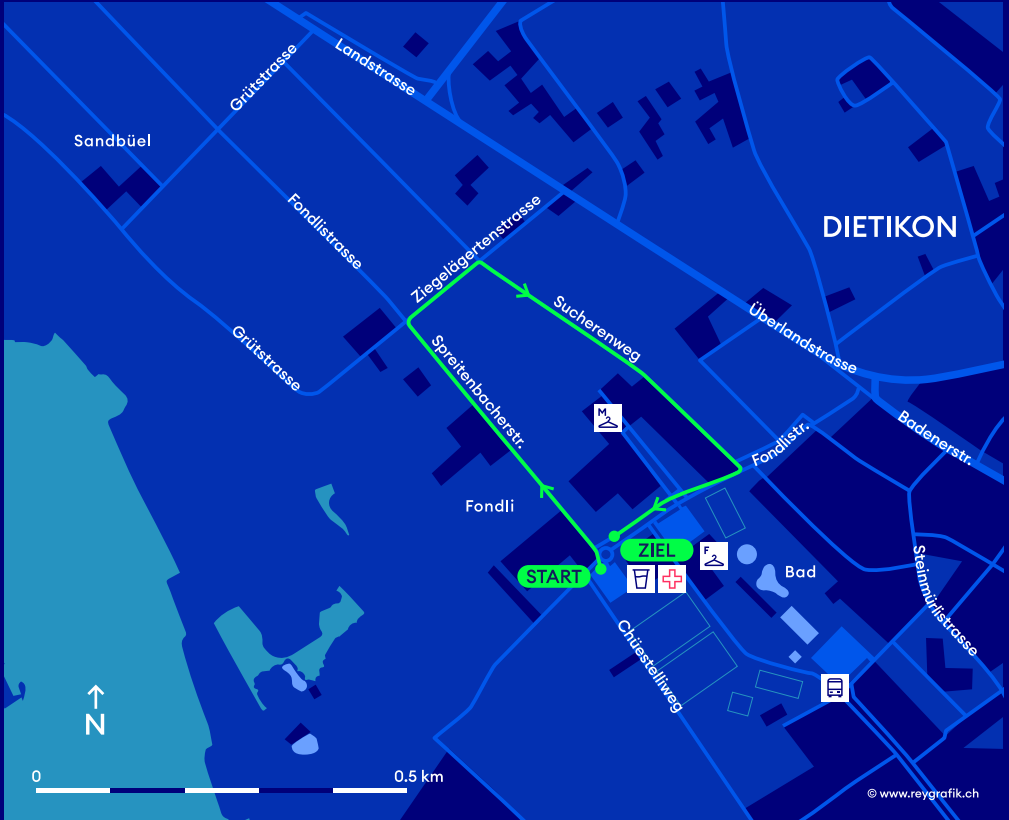 Landstrasse
Grütstrasse
Sandbüel
Fondlistrasse
Ziegelägertenstrasse
DIETIKON
Sucherenweg
Überlandstrasse
Grütstrasse
Spreitenbacherstr.
M
Fondlistr.
Badenerstr.
Fondli
ZIEL
F
START
Bad
Steinmürlistrasse
Chüestelliweg
N
0
0.5 km
© www.reygrafik.ch